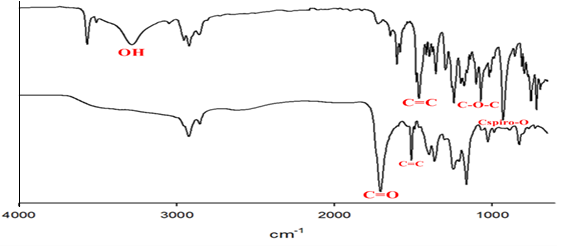 OH
C=C
C-O-C
Cspiro-O
C=C
C=O
4000
3000
2000
1000
cm-1